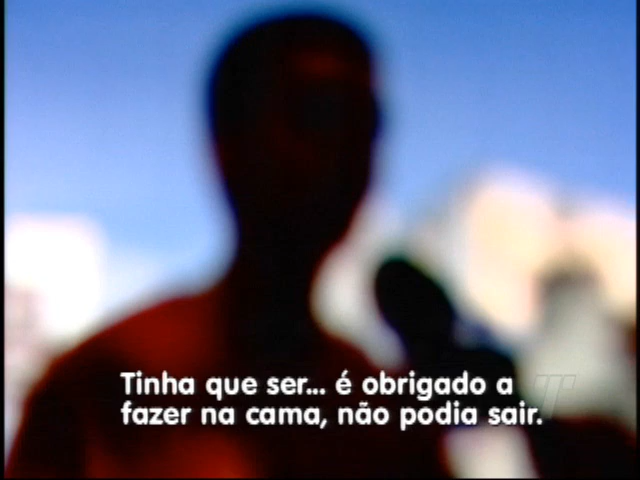 Tinha que ser... é obrigado a
fazer na cama, não podia sair.